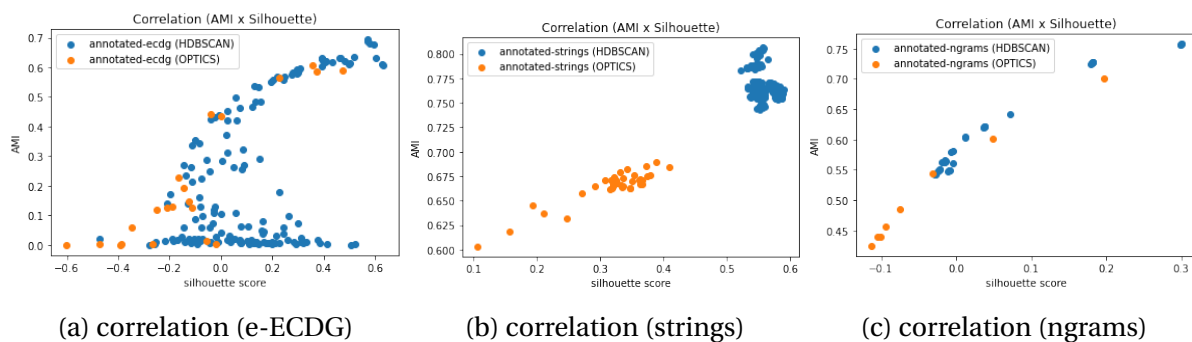 Correlation (AMI x Silhouette)
annotated-ecdg (HDBSCAN)
annotated-ecdg (OPTICS)
0.7
0.6
0.5
0.4
0.3
0.2
0.1
0.0
AMI
−0.6 −0.4 −0.2 0.0 0.2 0.4 0.6
silhouette score
(a) correlation (e-ECDG)
Correlation (AMI x Silhouette)
annotated-strings (HDBSCAN)
annotated-strings (OPTICS)
0.800
0.775
0.750
0.725
0.700
0.675
0.650
0.625
0.600
AMI
0.1 0.2 0.3 0.4 0.5 0.6
silhouette score
(b) correlation (strings)
Correlation (AMI x Silhouette)
annotated-ngrams (HDBSCAN)
annotated-ngrams (OPTICS)
0.75
0.70
0.65
0.60
0.55
0.50
0.45
AMI
−0.1 0.0 0.1 0.2 0.3
silhouette score
(c) correlation (ngrams)